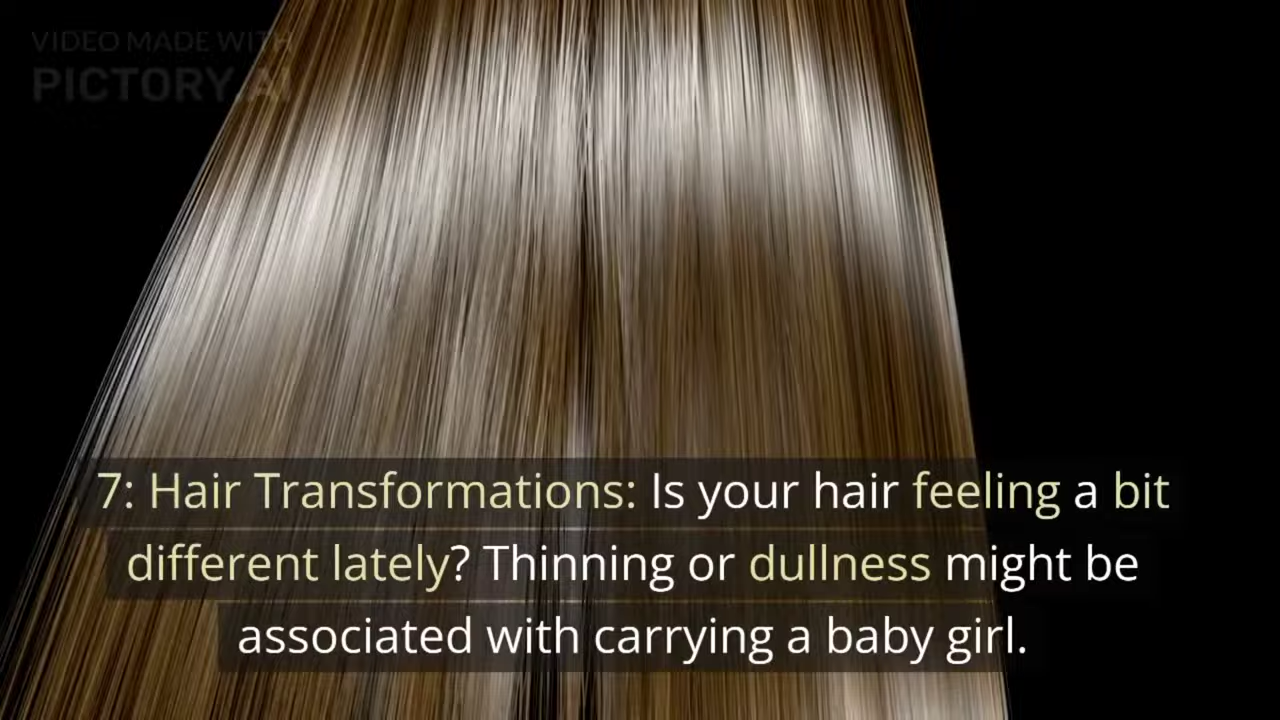 VIDEO MADE WITH
PICTORY.AI
7: Hair Transformations: Is your hair feeling a bit
different lately? Thinning or dullness might be
associated with carrying a baby girl.